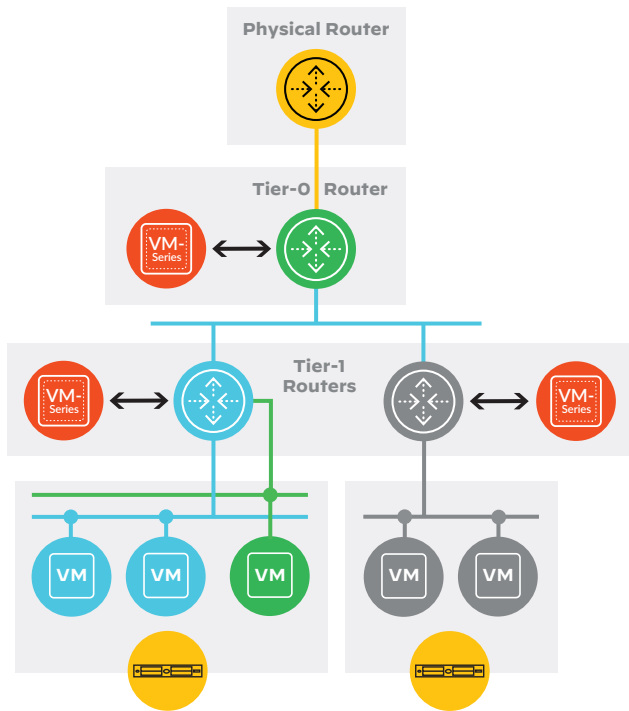 Physical Router
Tier-0 Router
VM-
Series
Tier-1
Routers
VM-
Series
VM-
Series
VM
VM
VM
VM
VM